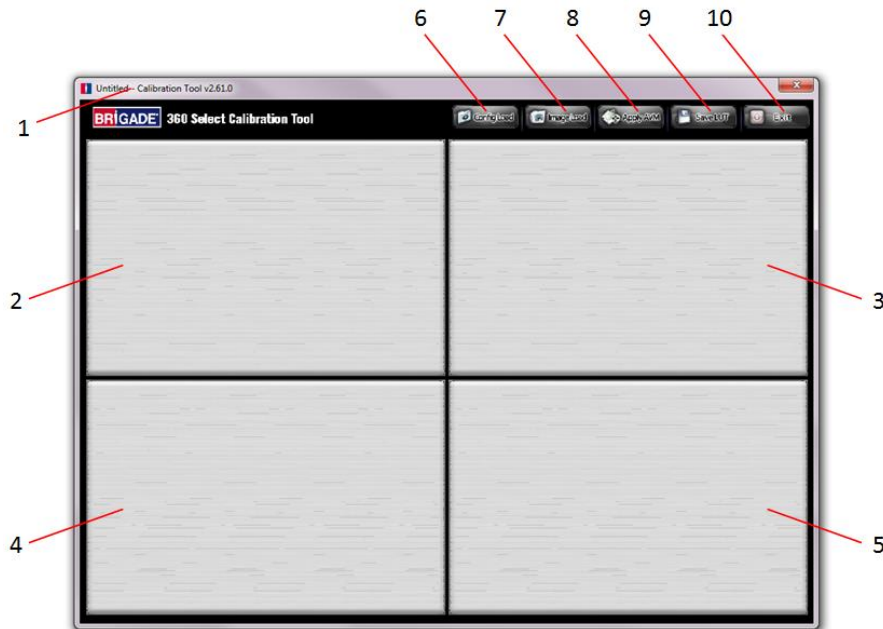 6 7 8 9 10
Untitled - Calibration Tool v2.61.0
1
BRIGADE 360 Select Calibration Tool
Config Load Image Load Apply AVM Save LUT Exit
2 3
4 5